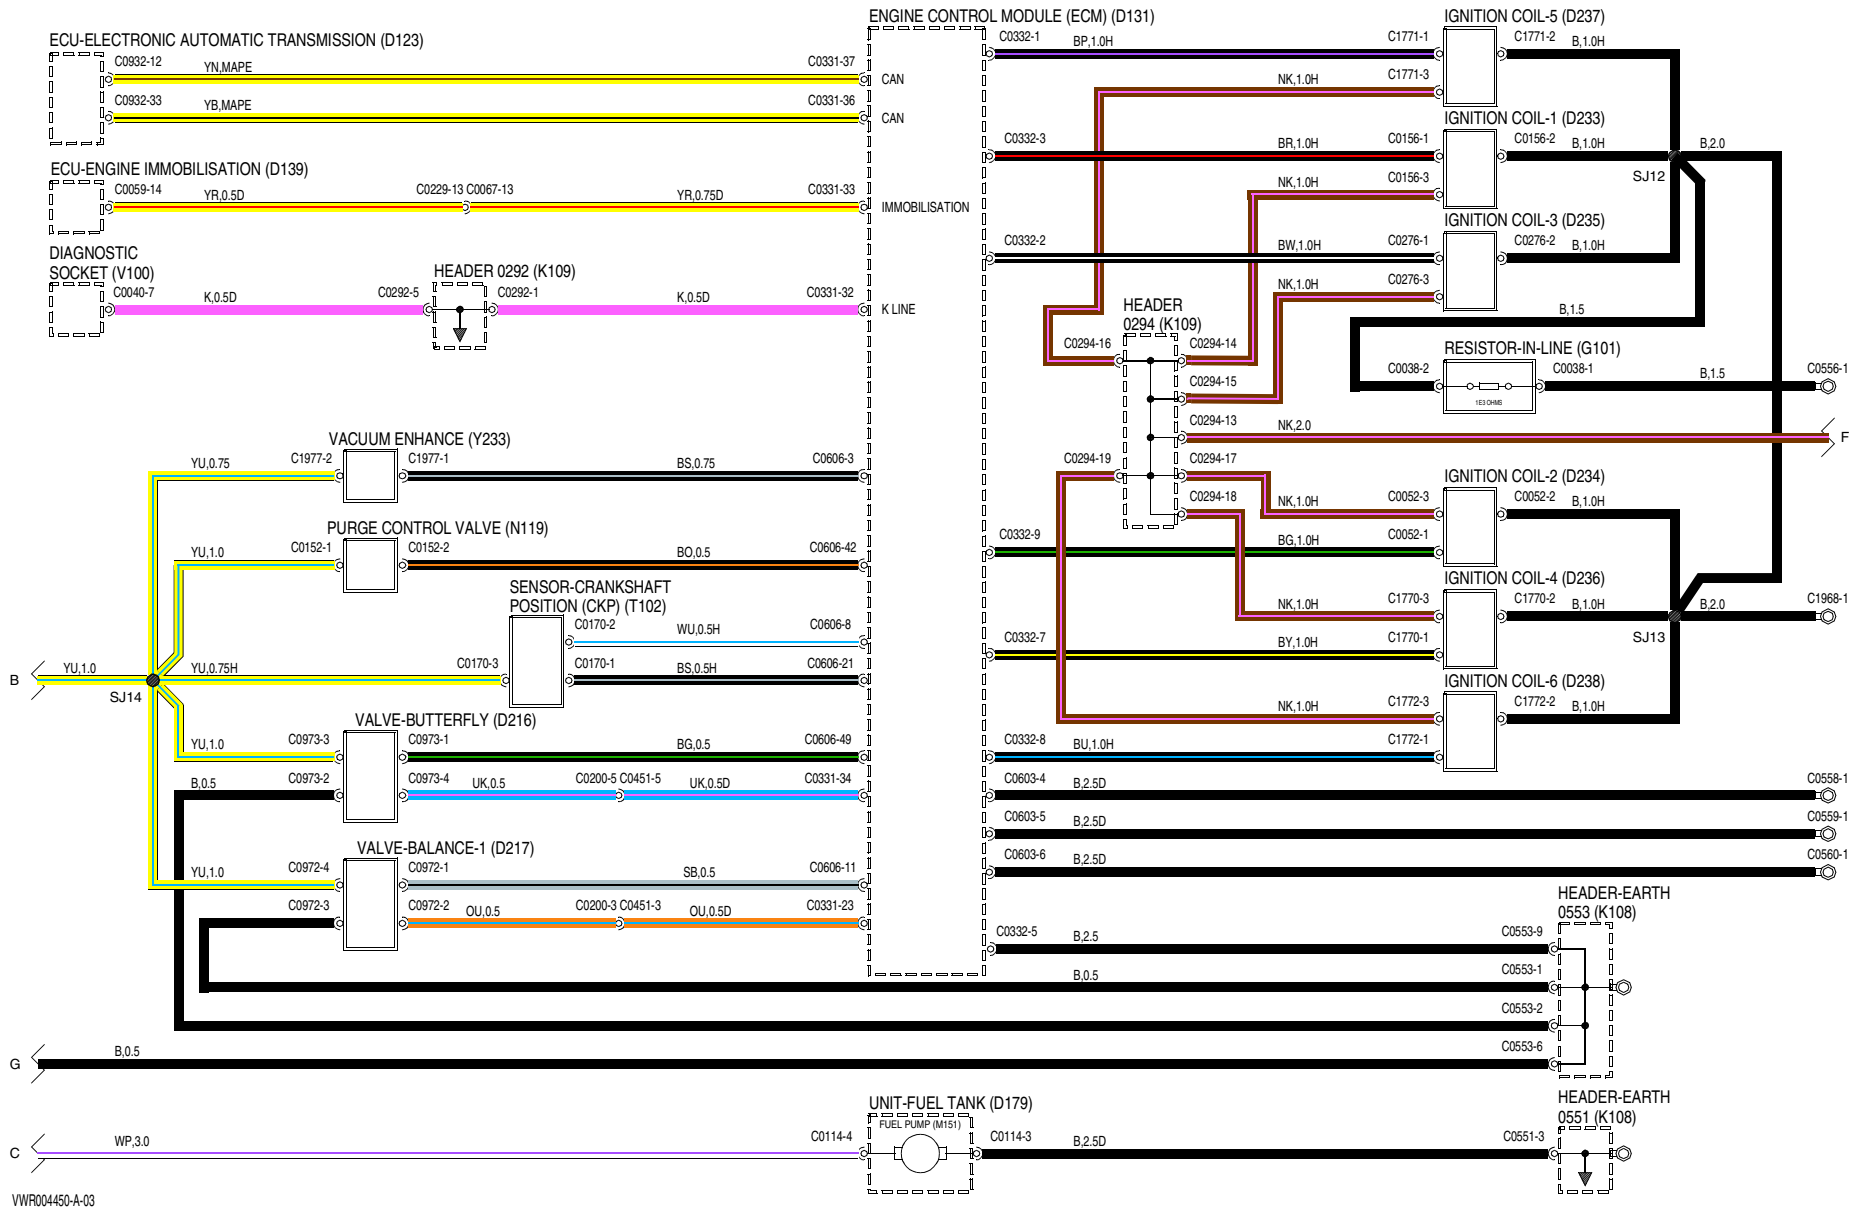 ENGINE CONTROL MODULE (ECM) (D131)
ECU-ELECTRONIC AUTOMATIC TRANSMISSION (D123)
C0932-12
YN,MAPE
C0331-37
CAN
C0932-33
YB,MAPE
C0331-36
CAN
ECU-ENGINE IMMOBILISATION (D139)
C0059-14
YR,0.5D
C0229-13 C0067-13
YR,0.75D
C0331-33
IMMOBILISATION
DIAGNOSTIC
SOCKET (V100)
C0040-7
K,0.5D
C0292-5
HEADER 0292 (K109)
C0292-1
K,0.5D
C0331-32
K LINE
VACUUM ENHANCE (Y233)
YU,0.75
C1977-2
C1977-1
BS,0.75
C0606-3
PURGE CONTROL VALVE (N119)
YU,1.0
C0152-1
C0152-2
BO,0.5
C0606-42
SENSOR-CRANKSHAFT
POSITION (CKP) (T102)
C0170-2
WU,0.5H
C0606-8
B
YU,1.0
SJ14
YU,0.75H
C0170-3
C0170-1
BS,0.5H
C0606-21
VALVE-BUTTERFLY (D216)
YU,1.0
C0973-3
C0973-1
BG,0.5
C0606-49
B,0.5
C0973-2
C0973-4
UK,0.5
C0200-5 C0451-5
UK,0.5D
C0331-34
VALVE-BALANCE-1 (D217)
YU,1.0
C0972-4
C0972-1
SB,0.5
C0606-11
C0972-3
C0972-2
OU,0.5
C0200-3 C0451-3
OU,0.5D
C0331-23
C0332-1
BP,1.0H
C1771-1
IGNITION COIL-5 (D237)
C1771-2
B,1.0H
NK,1.0H
C1771-3
IGNITION COIL-1 (D233)
C0332-3
BR,1.0H
C0156-1
C0156-2
B,1.0H
B,2.0
SJ12
NK,1.0H
C0156-3
IGNITION COIL-3 (D235)
C0332-2
BW,1.0H
C0276-1
C0276-2
B,1.0H
NK,1.0H
C0276-3
B,1.5
HEADER
0294 (K109)
C0294-16
C0294-14
C0294-15
C0294-13
NK,2.0
F
C0294-19
C0294-17
C0294-18
RESISTOR-IN-LINE (G101)
C0038-2
1E3 OHMS
C0038-1
B,1.5
C0556-1
IGNITION COIL-2 (D234)
NK,1.0H
C0052-3
C0052-2
B,1.0H
C0332-9
BG,1.0H
C0052-1
IGNITION COIL-4 (D236)
NK,1.0H
C1770-3
C1770-2
B,1.0H
B,2.0
C1968-1
SJ13
C0332-7
BY,1.0H
C1770-1
IGNITION COIL-6 (D238)
NK,1.0H
C1772-3
C1772-2
B,1.0H
C0332-8
BU,1.0H
C1772-1
C0603-4
B,2.5D
C0558-1
C0603-5
B,2.5D
C0559-1
C0603-6
B,2.5D
C0560-1
HEADER-EARTH
0553 (K108)
C0332-5
B,2.5
C0553-9
B,0.5
C0553-1
C0553-2
G
B,0.5
C0553-6
UNIT-FUEL TANK (D179)
FUEL PUMP (M151)
C
WP,3.0
C0114-4
C0114-3
B,2.5D
C0551-3
HEADER-EARTH
0551 (K108)
VWR004450-A-03